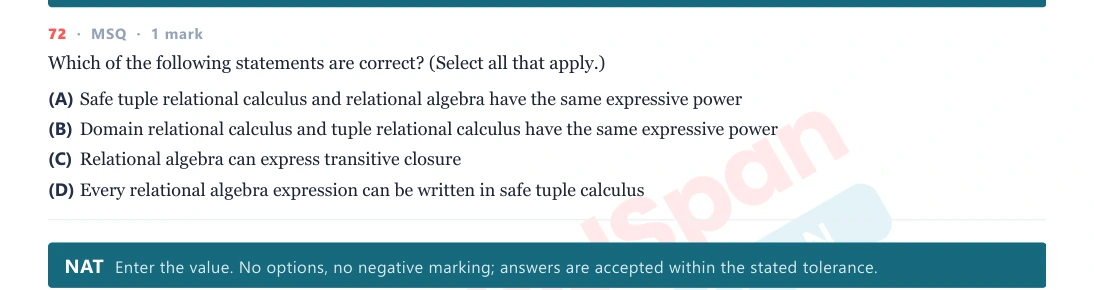 72 · MSQ · 1 mark
Which of the following statements are correct? (Select all that apply.)
(A) Safe tuple relational calculus and relational algebra have the same expressive power
(B) Domain relational calculus and tuple relational calculus have the same expressive power
(C) Relational algebra can express transitive closure
(D) Every relational algebra expression can be written in safe tuple calculus
NAT Enter the value. No options, no negative marking; answers are accepted within the stated tolerance.